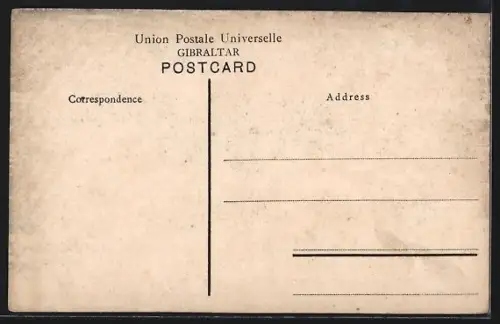 Union Postale Universelle
GIBRALTAR
POSTCARD
Correspondence
Address